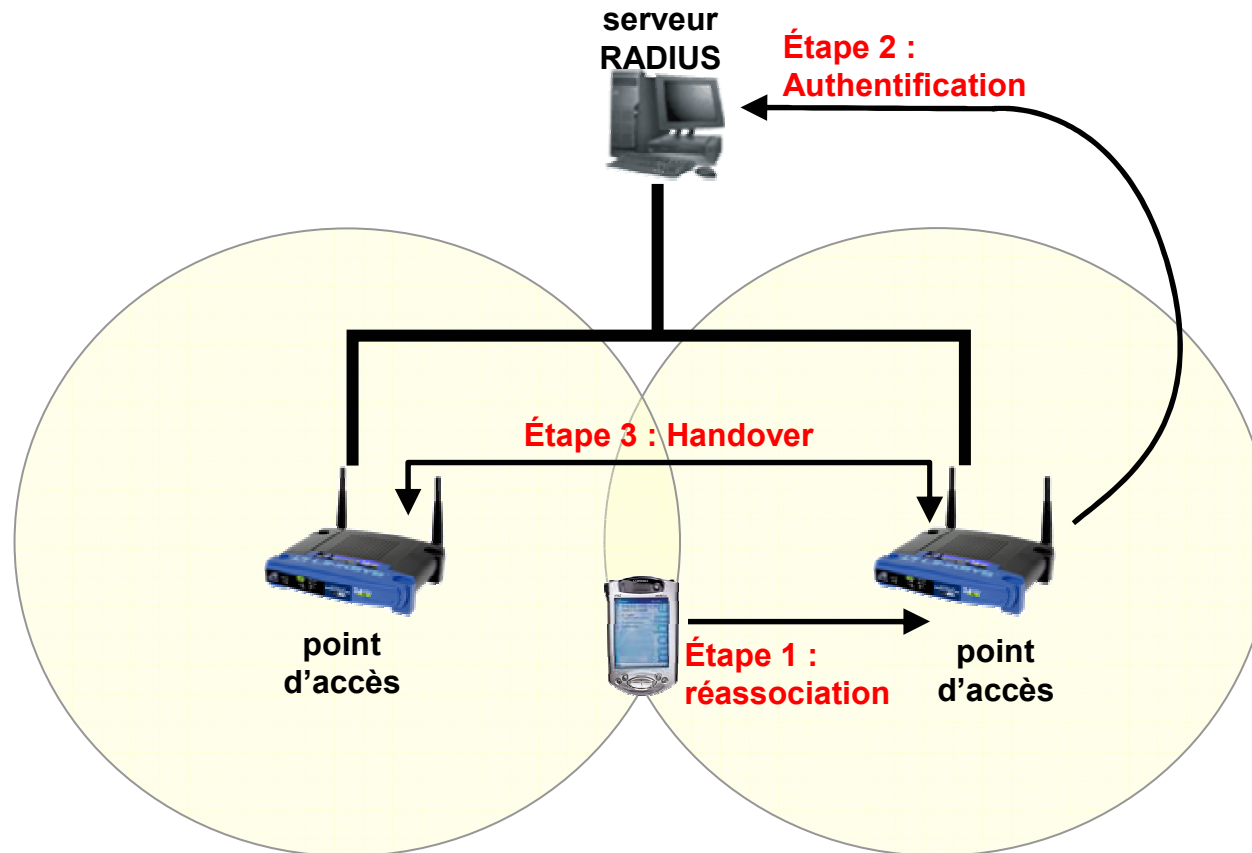 serveur
RADIUS
Étape 2 :
Authentification
Étape 3 : Handover
Étape 1 :
réassociation
point
d’accès
point
d’accès